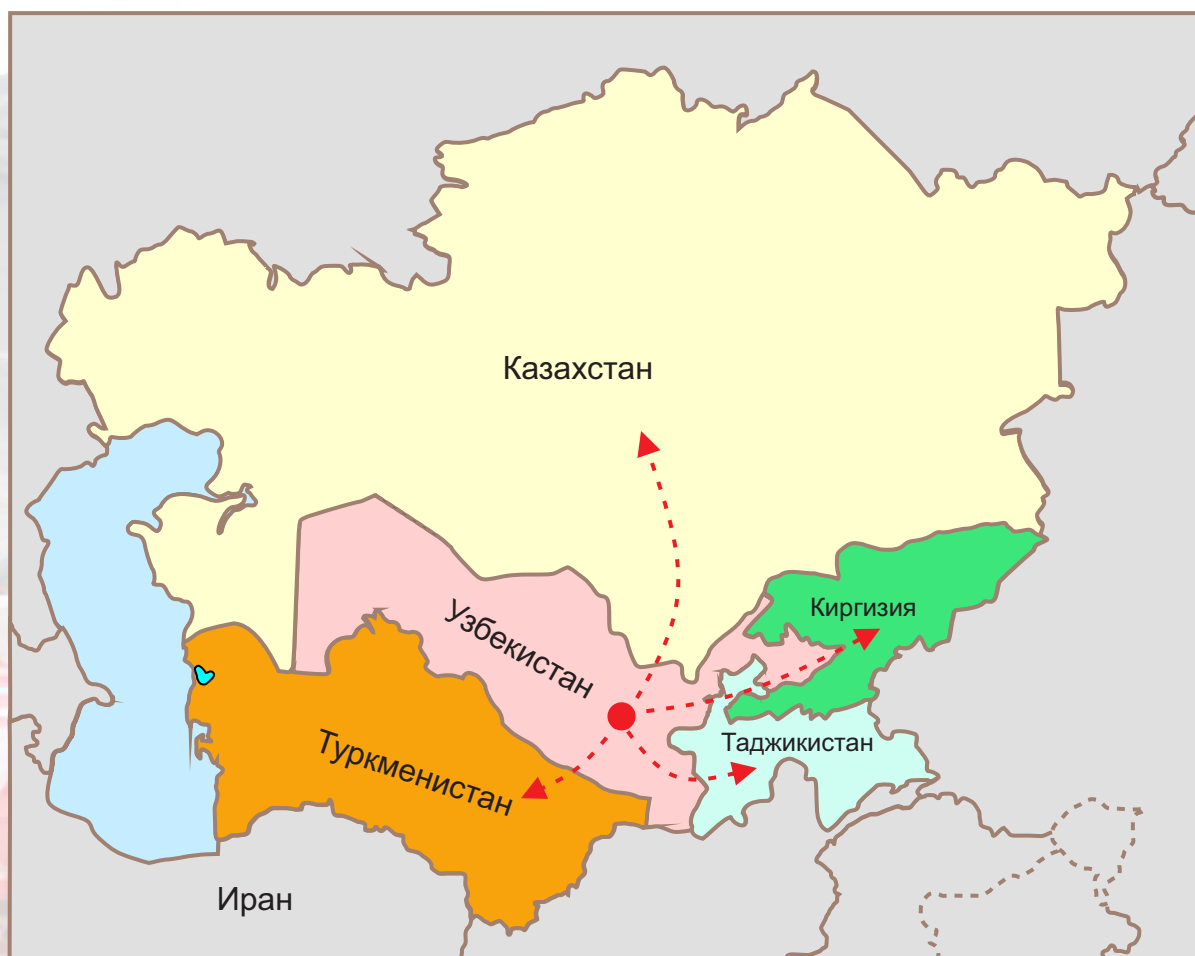 Казахстан
Киргизия
Узбекистан
Таджикистан
Туркменистан
Иран